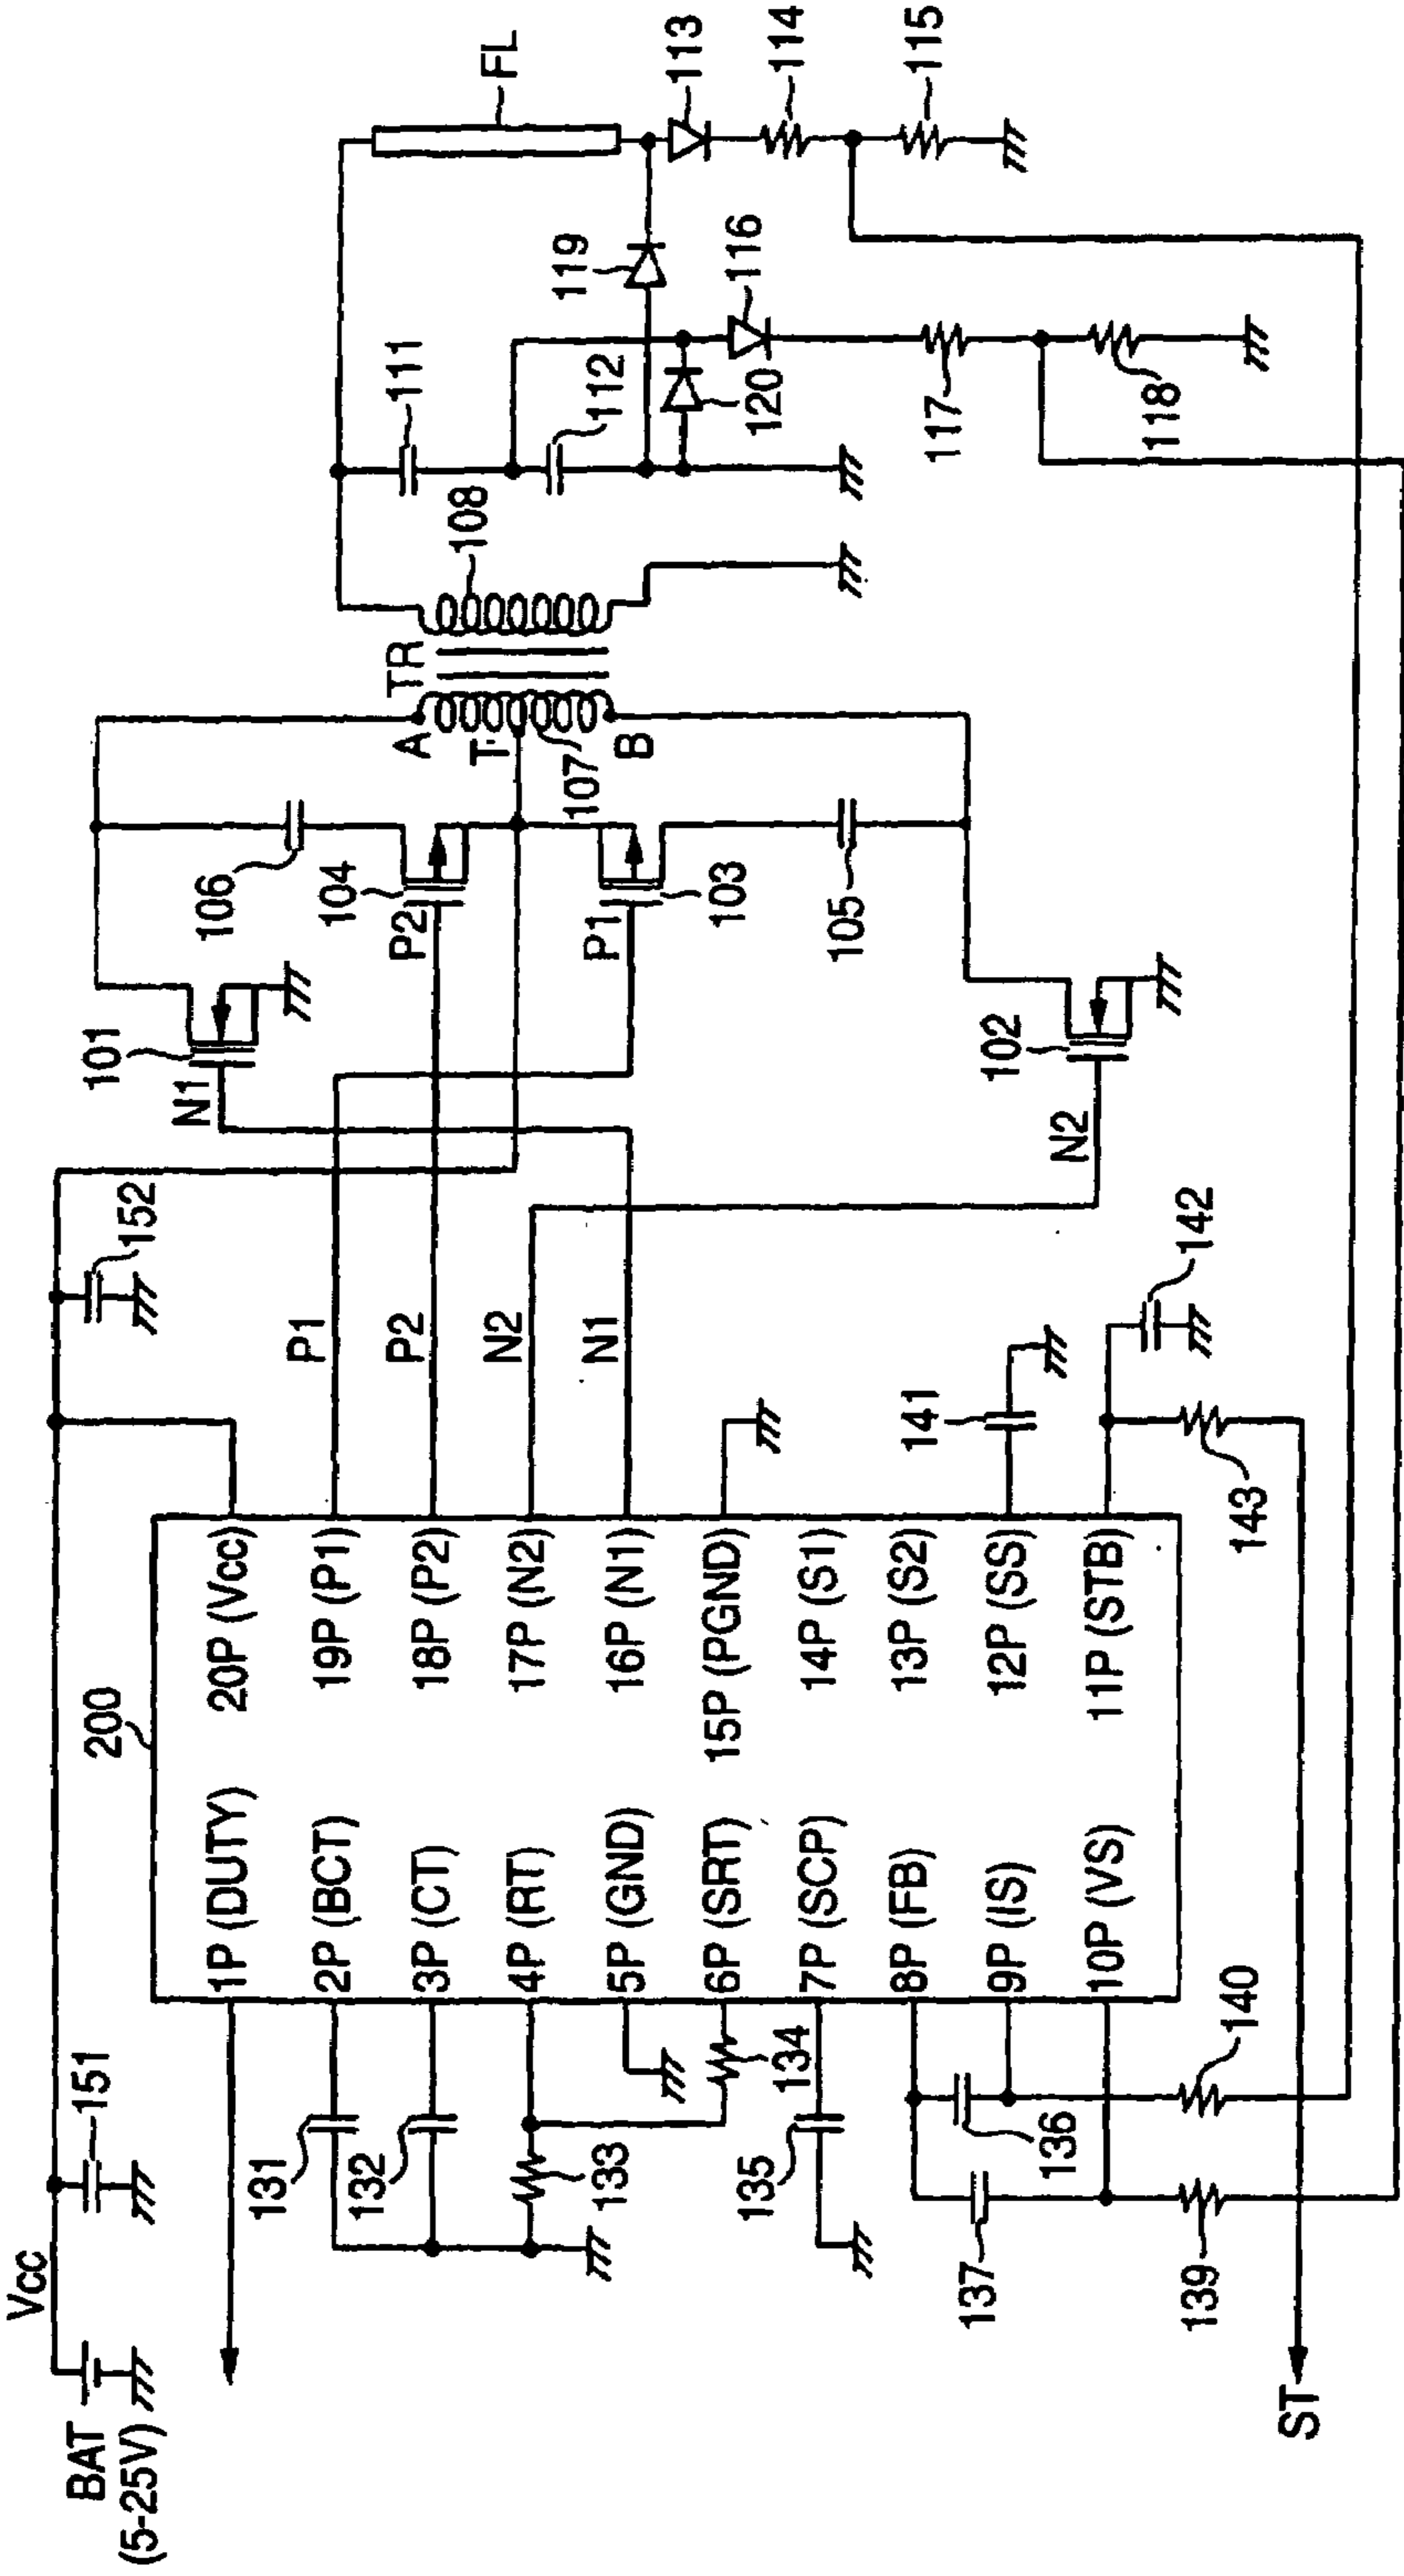 Vcc
BAT
(5-25V)
151
152
200
1P (DUTY)
2P (BCT)
3P (CT)
4P (RT)
5P (GND)
6P (SRT)
7P (SCP)
8P (FB)
9P (IS)
10P (VS)
20P (Vcc)
19P (P1)
18P (P2)
17P (N2)
16P (N1)
15P (PGND)
14P (S1)
13P (S2)
12P (SS)
11P (STB)
131
132
133
134
135
136
137
139
140
ST
P1
P2
N2
N1
141
142
143
N1
101
106
104
P2
P1
103
105
N2
102
A
T
B
107
TR
108
111
112
119
120
116
117
118
FL
113
114
115